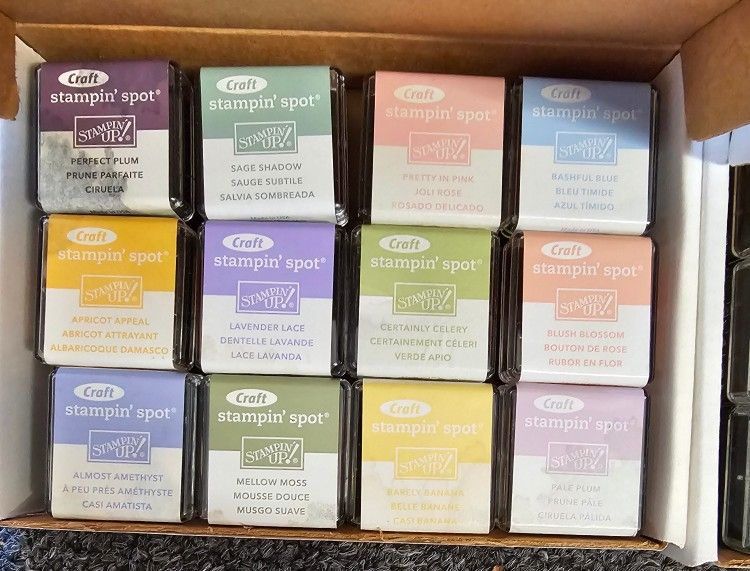 Craft
stampin' spot®
STAMPIN' UP!
PERFECT PLUM
PRUNE PARFAITE
CIRUELA
Craft
stampin' spot®
STAMPIN' UP!
SAGE SHADOW
SAUGE SUBTILE
SALVIA SOMBREADA
Craft
stampin' spot®
STAMPIN' UP!
PRETTY IN PINK
JOLI ROSE
ROSADO DELICADO
Craft
stampin' spot®
STAMPIN' UP!
BASHFUL BLUE
BLEU TIMIDE
AZUL TÍMIDO
Craft
stampin' spot®
STAMPIN' UP!
APRICOT APPEAL
ABRICOT ATTRAYANT
ALBARICOQUE DAMASCO
Craft
stampin' spot®
STAMPIN' UP!
LAVENDER LACE
DENTELLE LAVANDE
LACE LAVANDA
Craft
stampin' spot®
STAMPIN' UP!
CERTAINLY CELERY
CERTAINEMENT CÉLERI
VERDE APIO
Craft
stampin' spot®
STAMPIN' UP!
BLUSH BLOSSOM
BOUTON DE ROSE
RUBOR EN FLOR
Craft
stampin' spot®
STAMPIN' UP!
ALMOST AMETHYST
À PEU PRÈS AMÉTHYSTE
CASI AMATISTA
Craft
stampin' spot®
STAMPIN' UP!
MELLOW MOSS
MOUSSE DOUCE
MUSGO SUAVE
Craft
stampin' spot®
STAMPIN' UP!
BARELY BANANA
BELLE BANANE
CASI BANANA
Craft
stampin' spot®
STAMPIN' UP!
PALE PLUM
PRUNE PÂLE
CIRUELA PÁLIDA